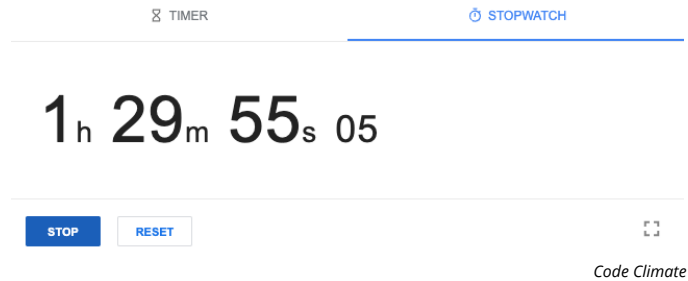 TIMER STOPWATCH
1h 29m 55s 05
STOP RESET
Code Climate